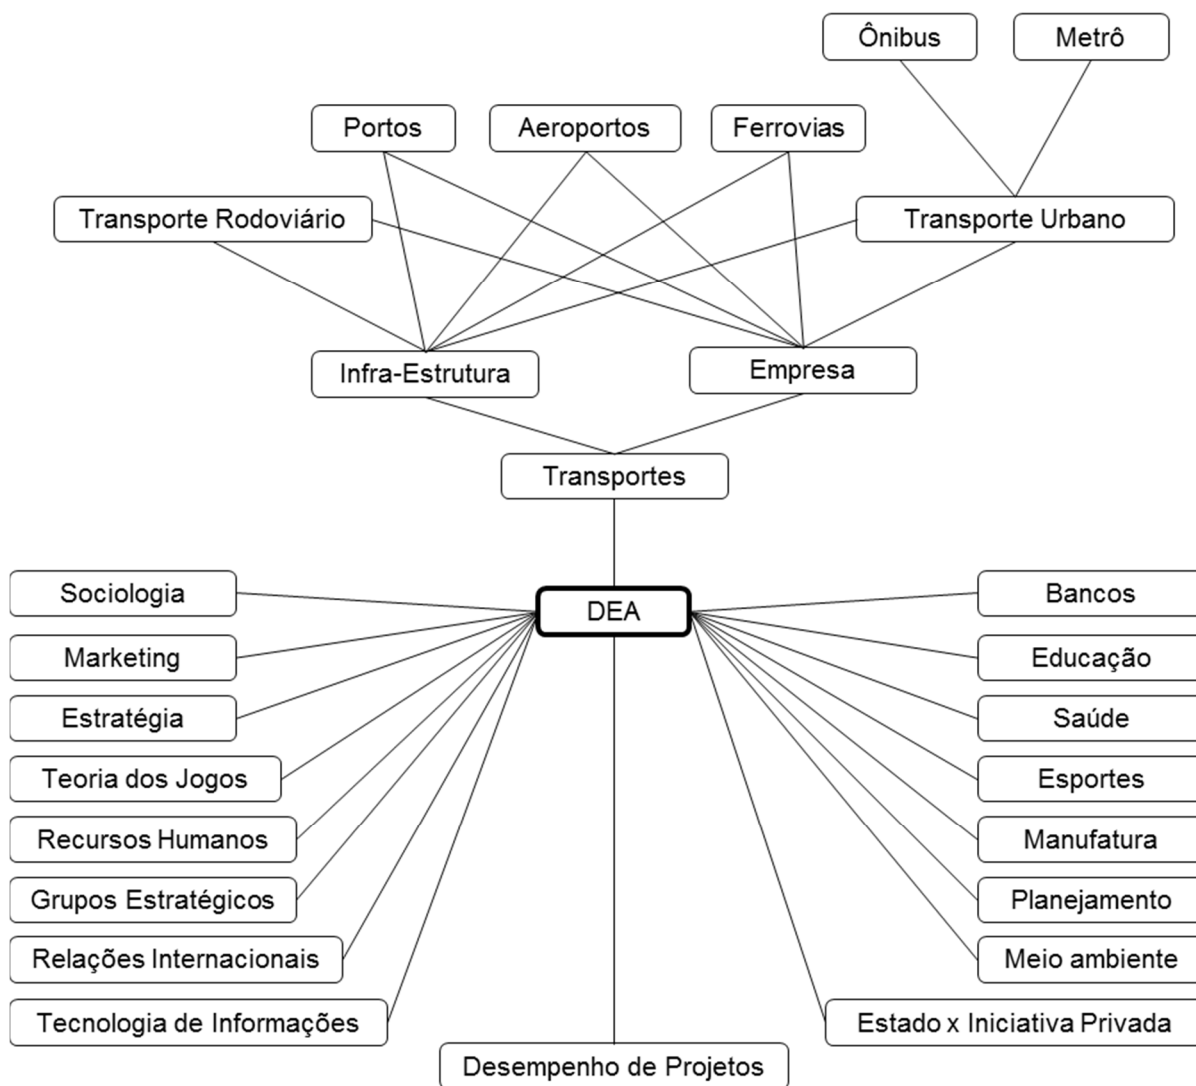 Ônibus
Metrô
Portos
Aeroportos
Ferrovias
Transporte Rodoviário
Transporte Urbano
Infra-Estrutura
Empresa
Transportes
DEA
Sociologia
Marketing
Estratégia
Teoria dos Jogos
Recursos Humanos
Grupos Estratégicos
Relações Internacionais
Tecnologia de Informações
Bancos
Educação
Saúde
Esportes
Manufatura
Planejamento
Meio ambiente
Estado x Iniciativa Privada
Desempenho de Projetos